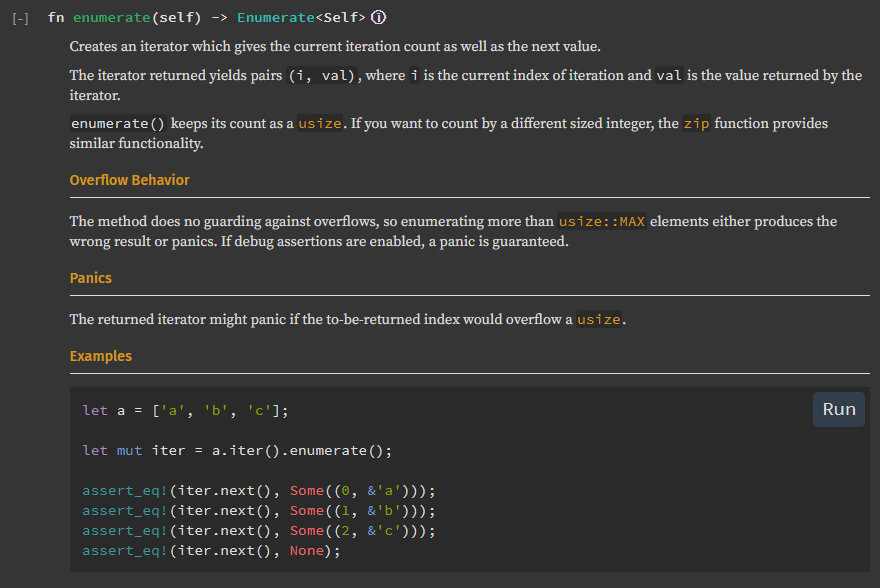 [-] fn enumerate(self) -> Enumerate<Self> ⓘ
Creates an iterator which gives the current iteration count as well as the next value.
The iterator returned yields pairs (i, val), where i is the current index of iteration and val is the value returned by the
iterator.
enumerate() keeps its count as a usize. If you want to count by a different sized integer, the zip function provides
similar functionality.
Overflow Behavior
The method does no guarding against overflows, so enumerating more than usize::MAX elements either produces the
wrong result or panics. If debug assertions are enabled, a panic is guaranteed.
Panics
The returned iterator might panic if the to-be-returned index would overflow a usize.
Examples
let a = ['a', 'b', 'c'];
Run
let mut iter = a.iter().enumerate();
assert_eq!(iter.next(), Some((0, &'a')));
assert_eq!(iter.next(), Some((1, &'b')));
assert_eq!(iter.next(), Some((2, &'c')));
assert_eq!(iter.next(), None);